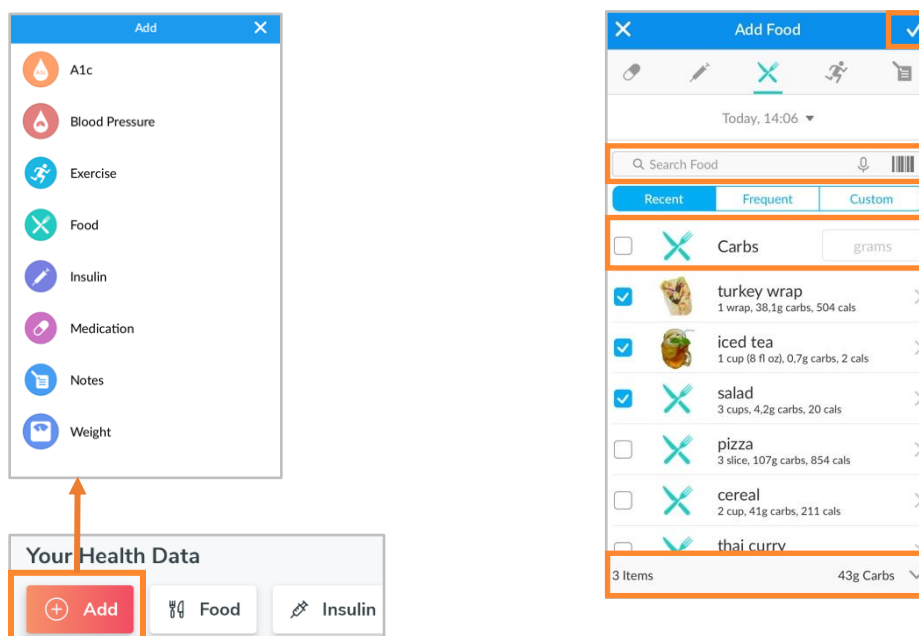 Add
A1c
A1c
Blood Pressure
Exercise
Food
Insulin
Medication
Notes
Weight
Your Health Data
Add
Food
Insulin
Add Food
Today, 14:06
Search Food
Recent Frequent Custom
Carbs grams
turkey wrap
1 wrap, 38,1g carbs, 504 cals
iced tea
1 cup (8 fl oz), 0,7g carbs, 2 cals
salad
3 cups, 4,2g carbs, 20 cals
pizza
3 slice, 107g carbs, 854 cals
cereal
2 cup, 41g carbs, 211 cals
thai curry
3 Items 43g Carbs